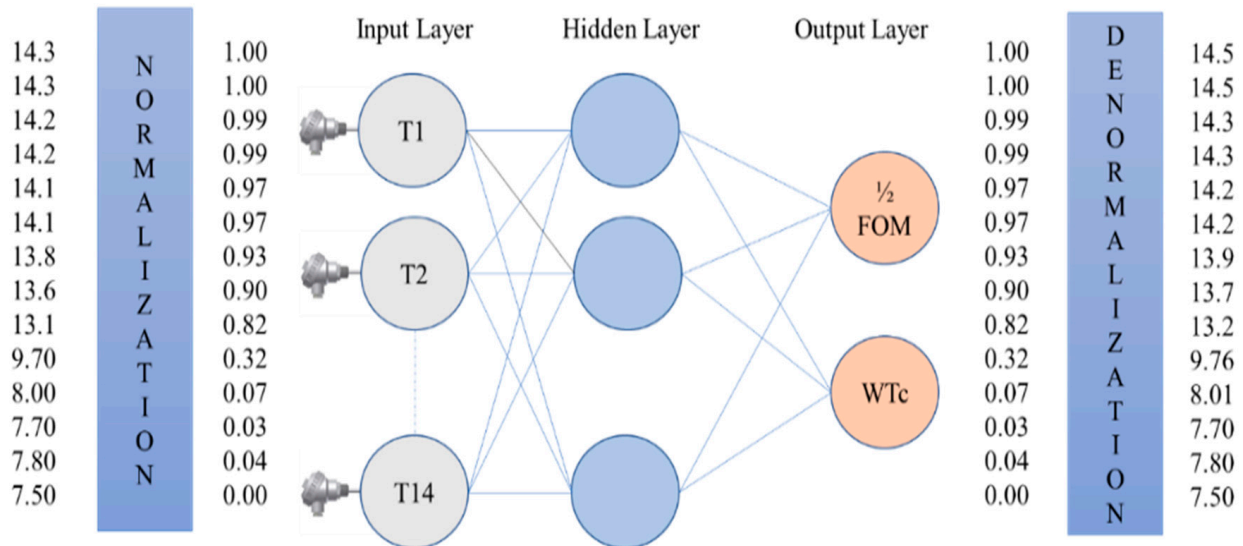 Input Layer Hidden Layer Output Layer
14.3
14.3
14.2
14.2
14.1
14.1
13.8
13.6
13.1
9.70
8.00
7.70
7.80
7.50
N
O
R
M
A
L
I
Z
A
T
I
O
N
1.00
1.00
0.99
0.99
0.97
0.97
0.93
0.90
0.82
0.32
0.07
0.03
0.04
0.00
T1
T2
T14
½
FOM
WTc
1.00
1.00
0.99
0.99
0.97
0.97
0.93
0.90
0.82
0.32
0.07
0.03
0.04
0.00
D
E
N
O
R
M
A
L
I
Z
A
T
I
O
N
14.5
14.5
14.3
14.3
14.2
14.2
13.9
13.7
13.2
9.76
8.01
7.70
7.80
7.50